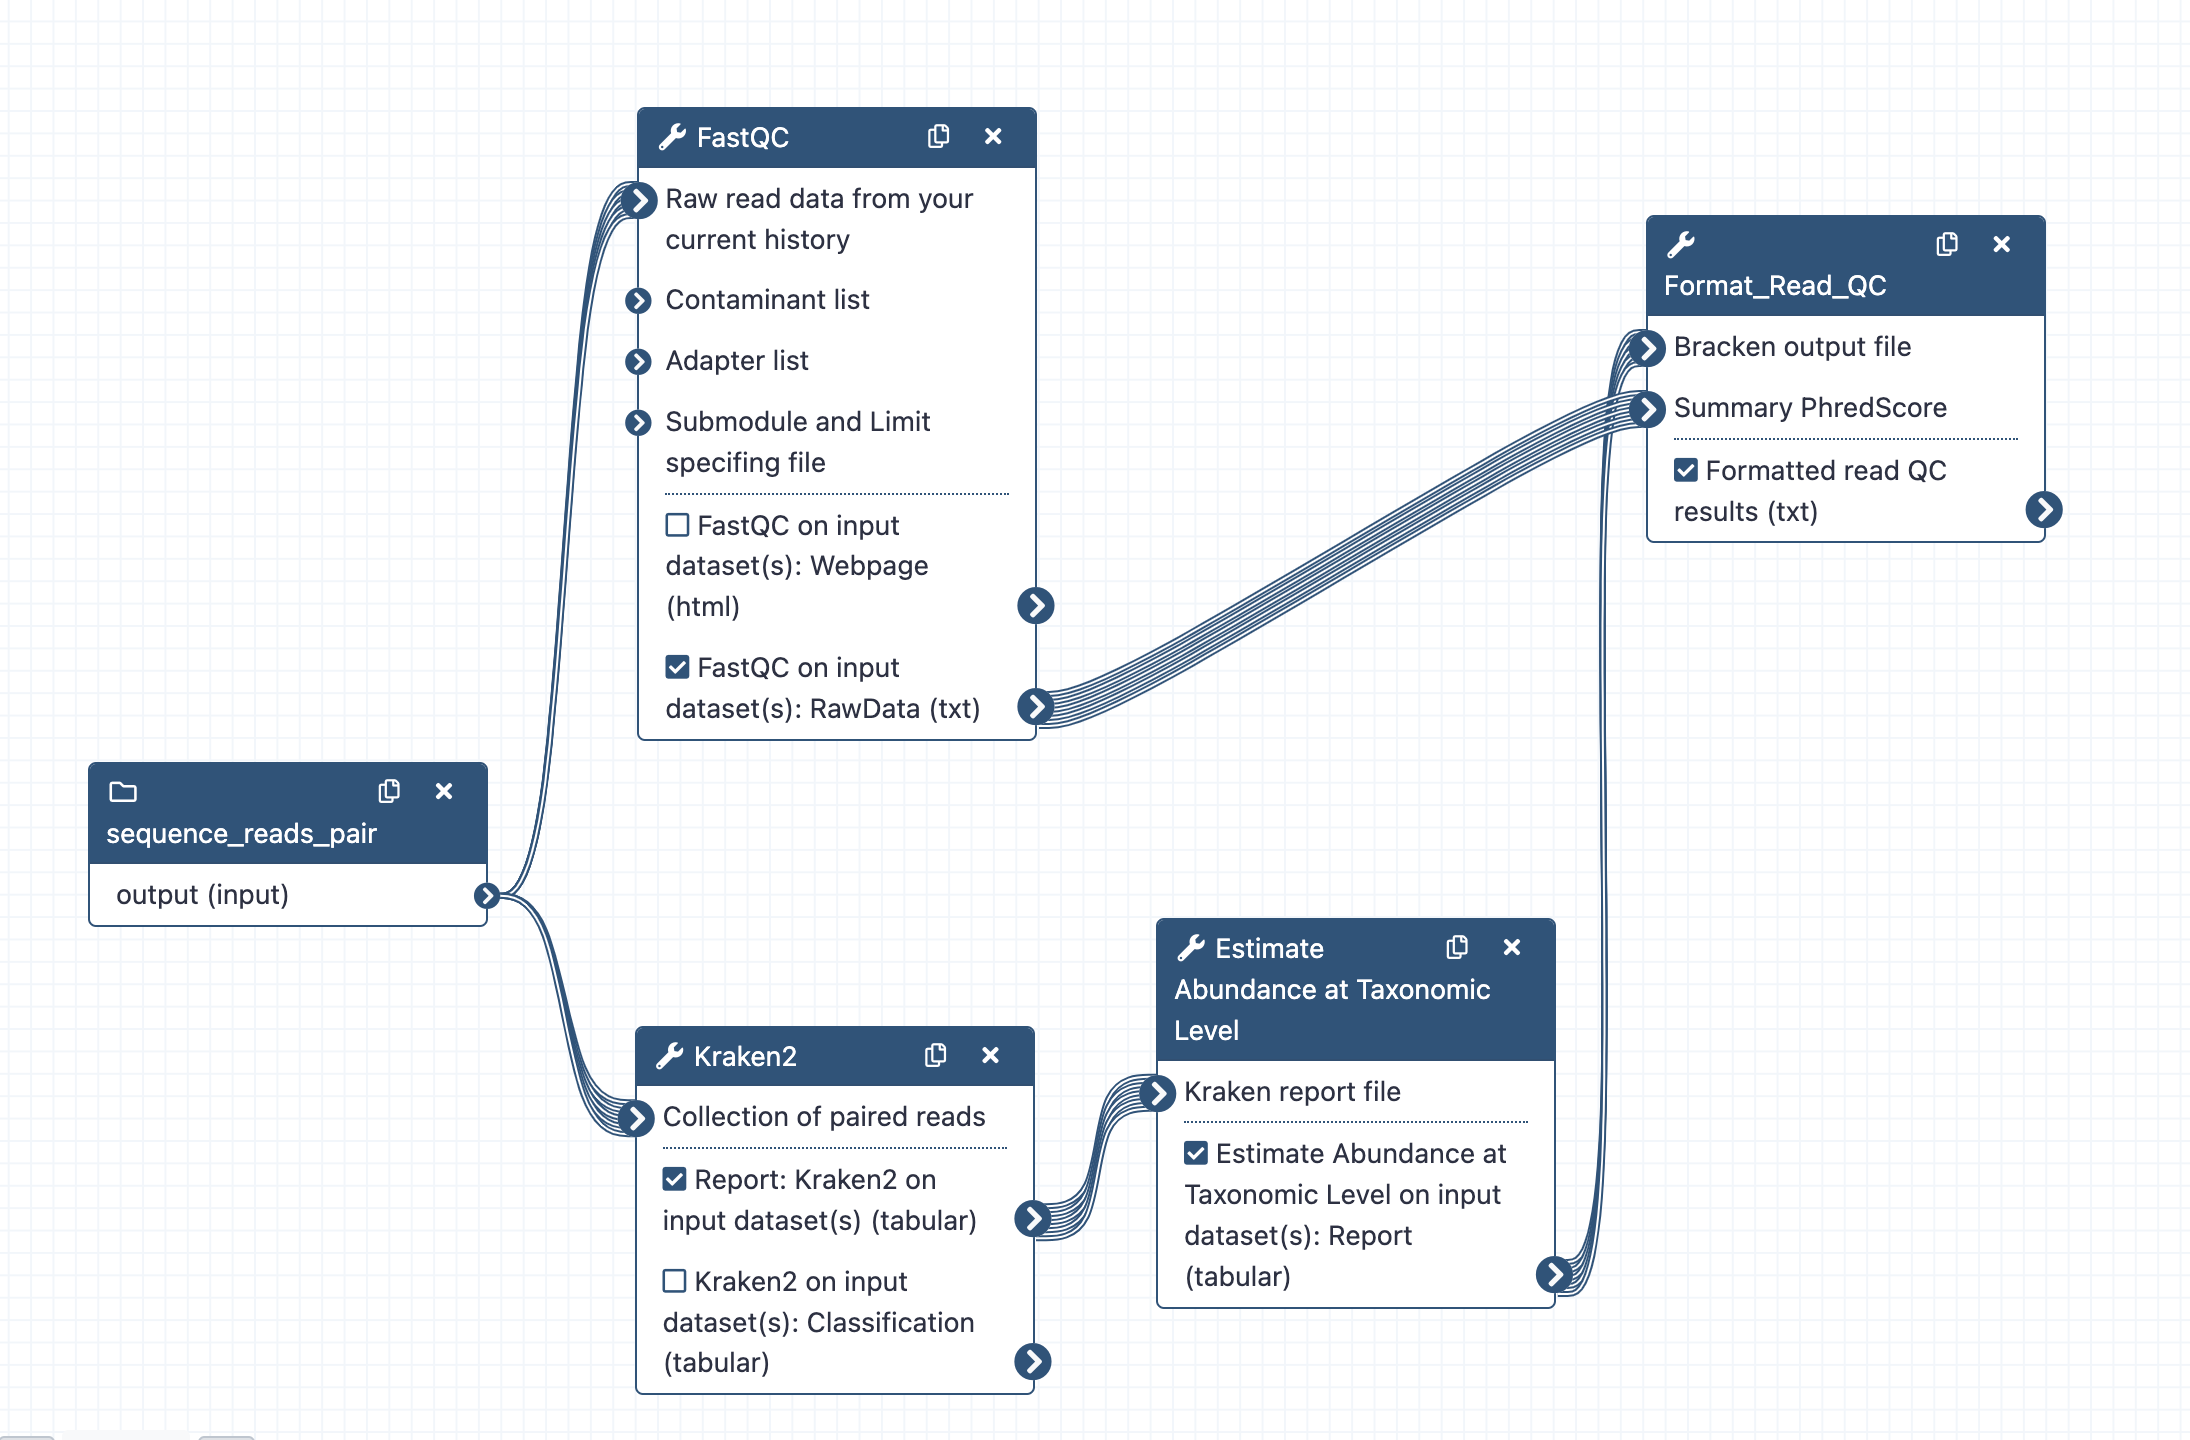 FastQC
Raw read data from your
current history
Contaminant list
Adapter list
Submodule and Limit
specifing file
FastQC on input
dataset(s): Webpage
(html)
FastQC on input
dataset(s): RawData (txt)
Format_Read_QC
Bracken output file
Summary PhredScore
Formatted read QC
results (txt)
sequence_reads_pair
output (input)
Kraken2
Collection of paired reads
Report: Kraken2 on
input dataset(s) (tabular)
Kraken2 on input
dataset(s): Classification
(tabular)
Estimate
Abundance at Taxonomic
Level
Kraken report file
Estimate Abundance at
Taxonomic Level on input
dataset(s): Report
(tabular)